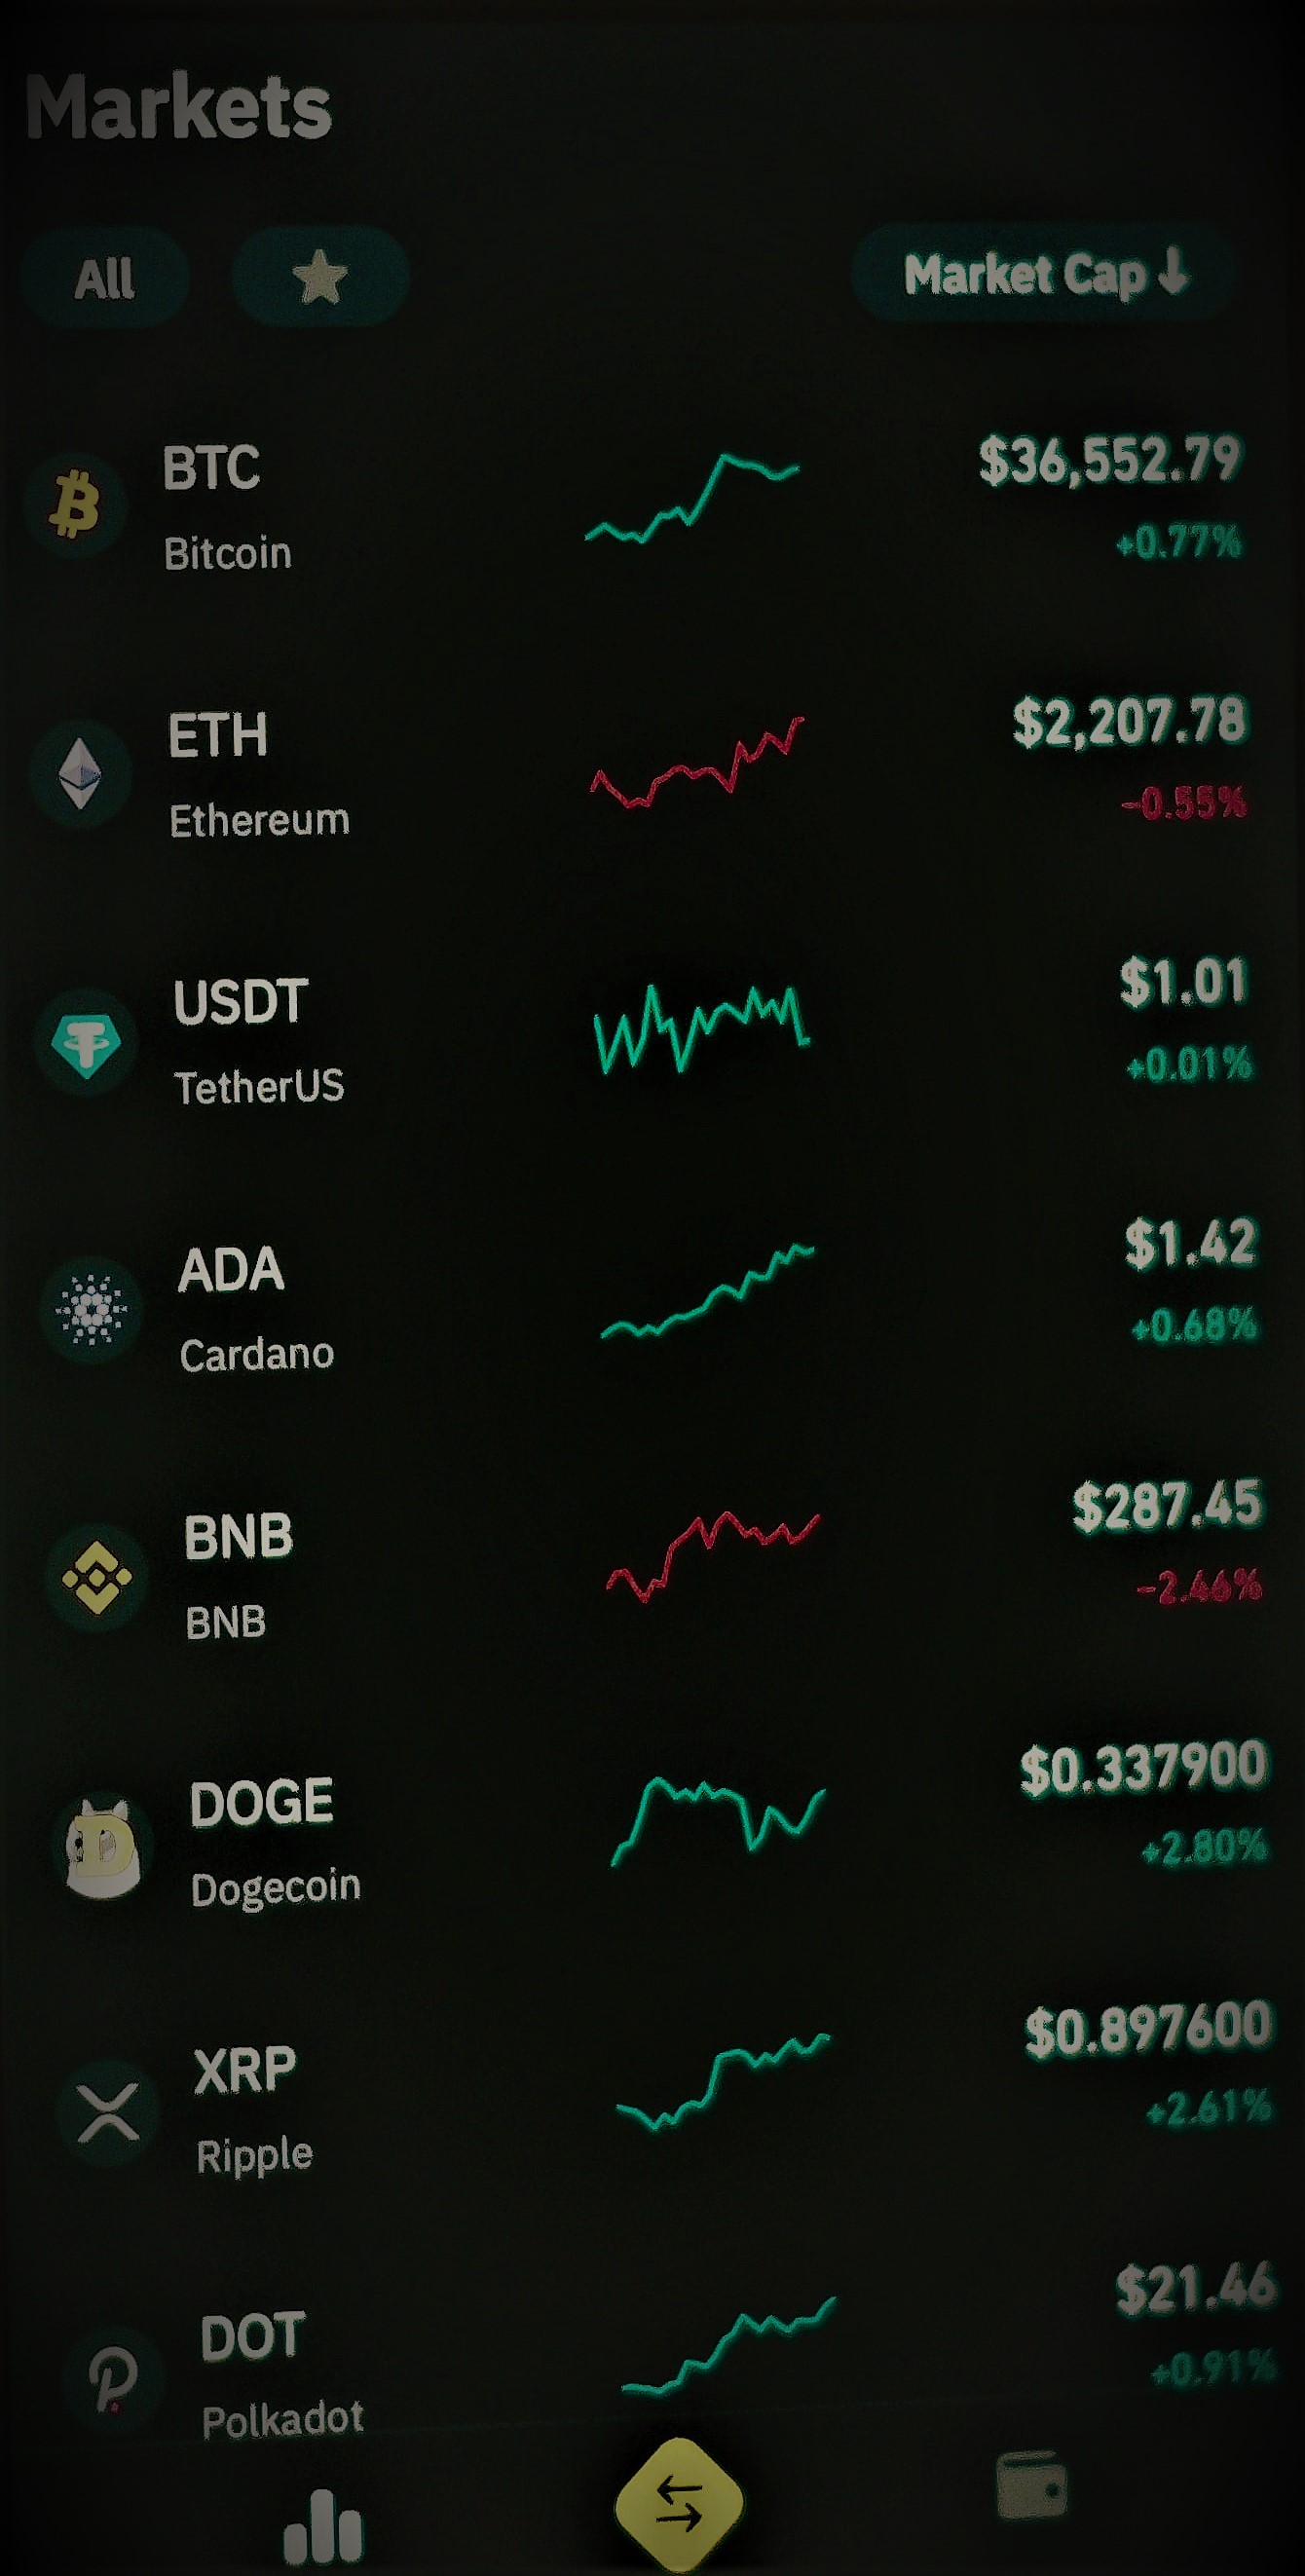 Markets
All
Market Cap ↓
BTC
$36,552.79
Bitcoin
+0.77%
ETH
$2,207.78
Ethereum
-0.55%
USDT
$1.01
TetherUS
+0.01%
ADA
$1.42
Cardano
+0.68%
BNB
$287.45
BNB
-2.46%
DOGE
$0.337900
Dogecoin
+2.80%
XRP
$0.897600
Ripple
+2.61%
DOT
$21.46
Polkadot
+0.91%